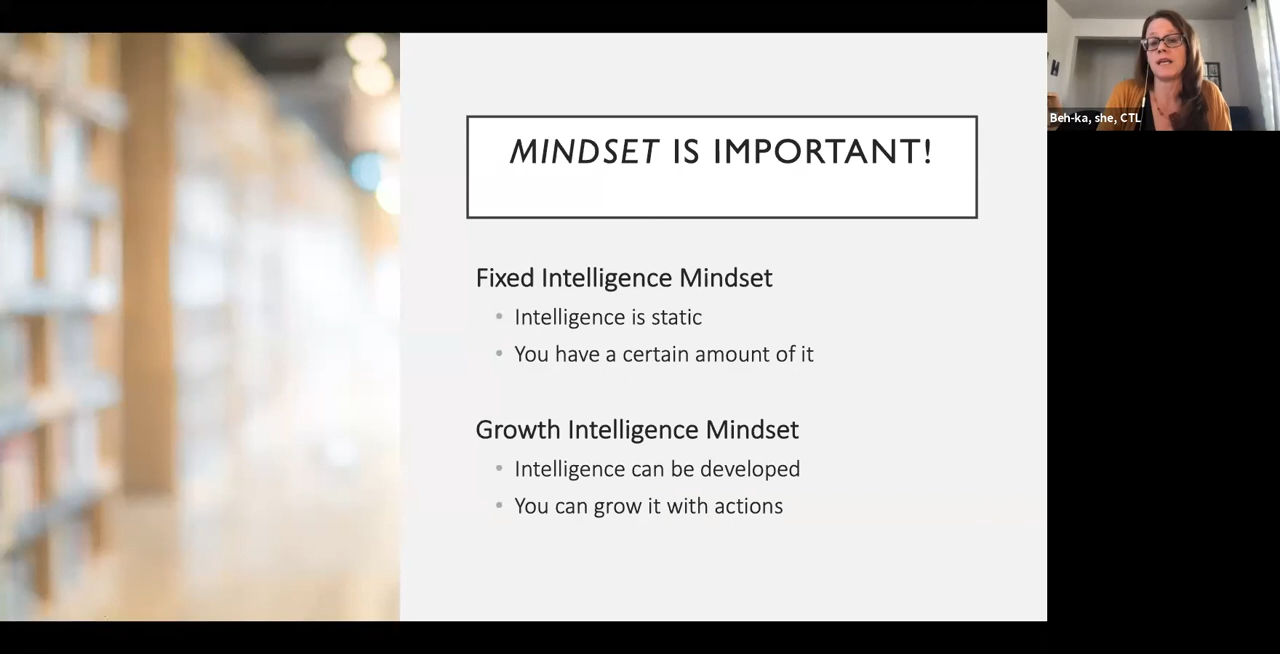 MINDSET IS IMPORTANT!
Fixed Intelligence Mindset
• Intelligence is static
• You have a certain amount of it
Growth Intelligence Mindset
• Intelligence can be developed
• You can grow it with actions
Beh-ka, she, CTL